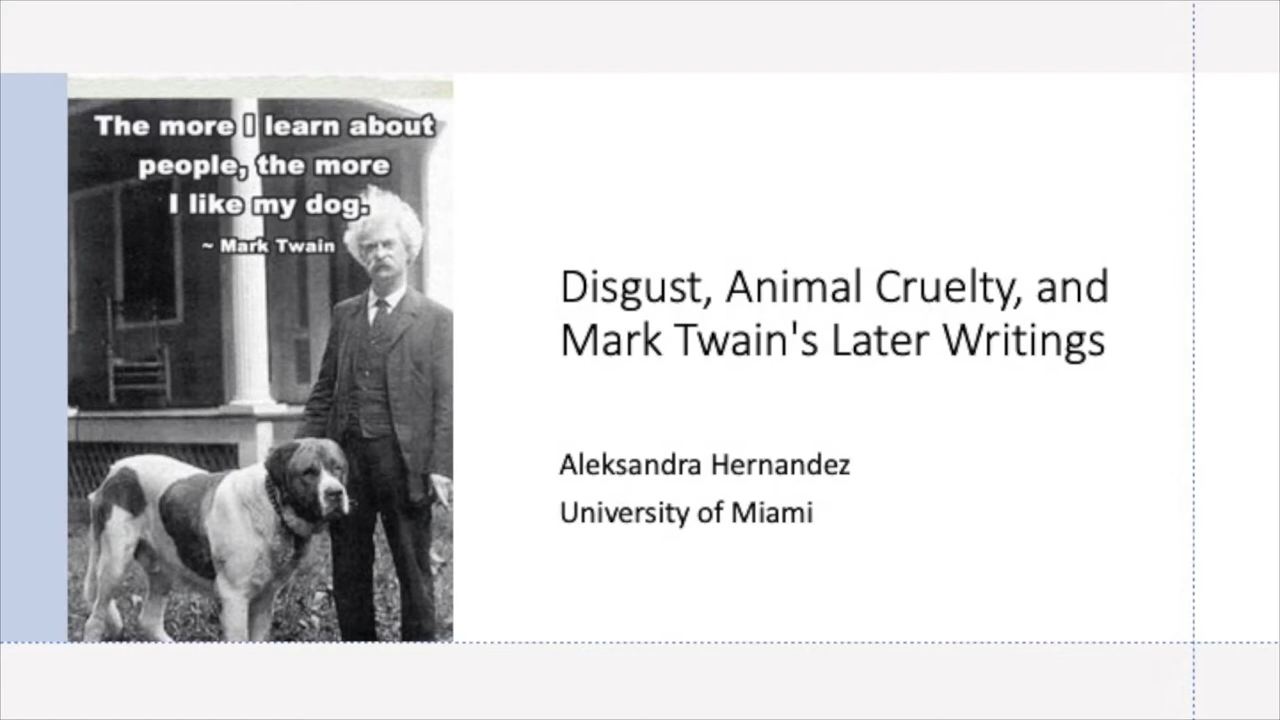 The more I learn about
people, the more
I like my dog.
~ Mark Twain
Disgust, Animal Cruelty, and
Mark Twain's Later Writings
Aleksandra Hernandez
University of Miami